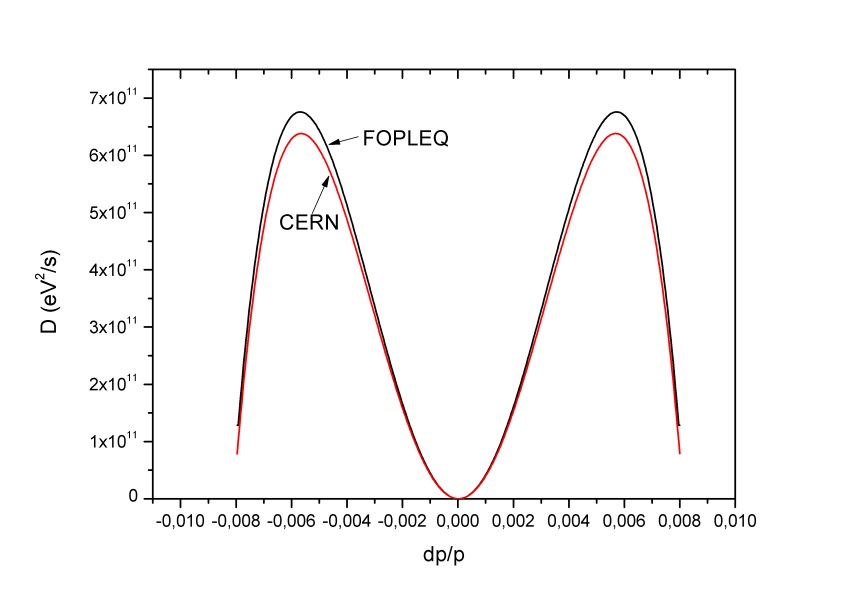 7x10¹¹
6x10¹¹
5x10¹¹
4x10¹¹
3x10¹¹
2x10¹¹
1x10¹¹
0
D (eV²/s)
FOPLEQ
CERN
-0,010 -0,008 -0,006 -0,004 -0,002 0,000 0,002 0,004 0,006 0,008 0,010
dp/p